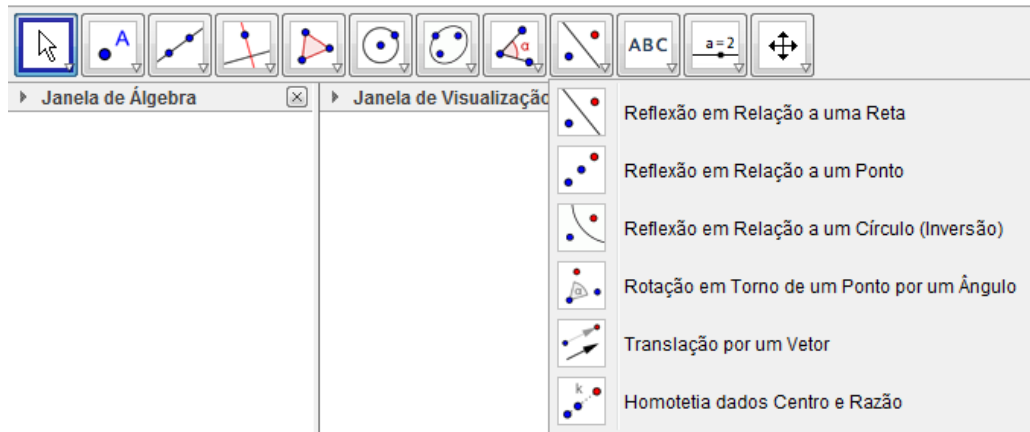 A
α
ABC
a=2
Janela de Álgebra
Janela de Visualização
Reflexão em Relação a uma Reta
Reflexão em Relação a um Ponto
Reflexão em Relação a um Círculo (Inversão)
α
Rotação em Torno de um Ponto por um Ângulo
Translação por um Vetor
k
Homotetia dados Centro e Razão